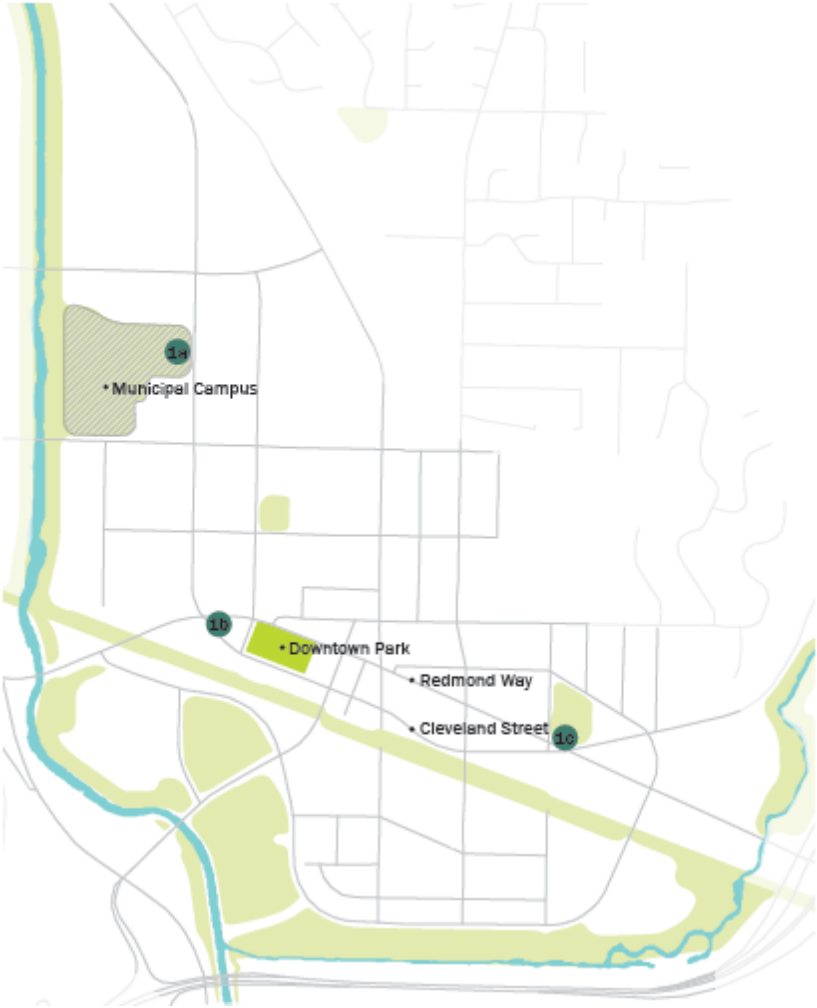 1a
Municipal Campus
1b
Downtown Park
Redmond Way
Cleveland Street
1c